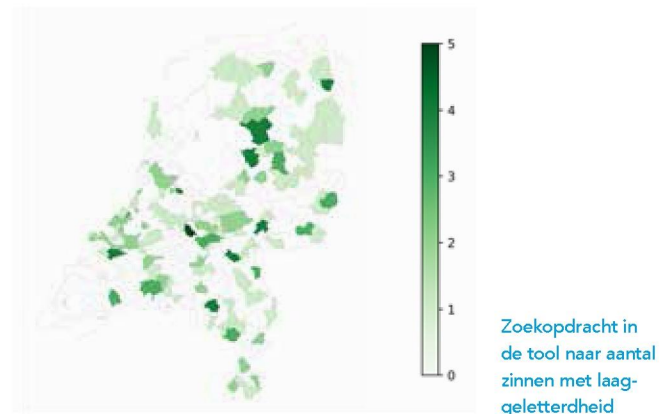 5
4
3
2
1
0
Zoekopdracht in
de tool naar aantal
zinnen met laag-
geletterdheid